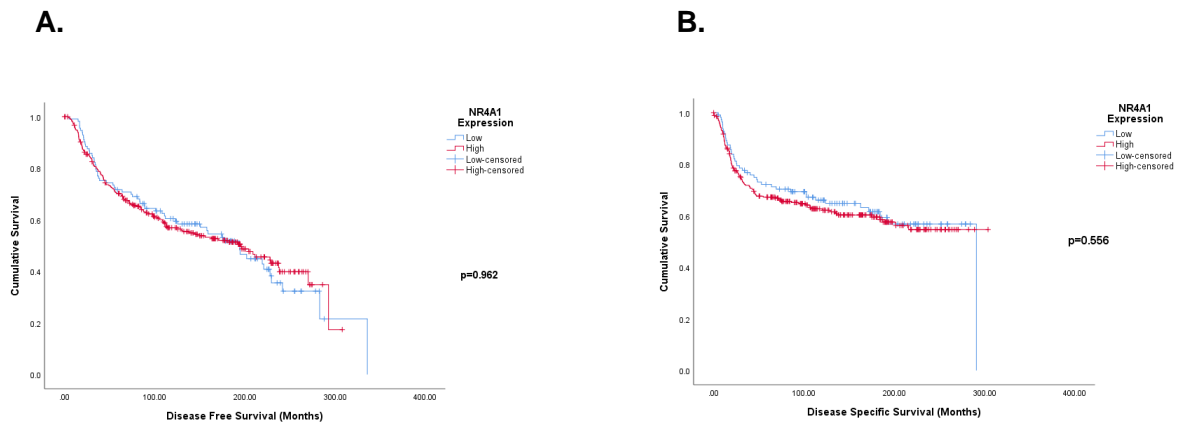 A.
B.
NR4A1
Expression
Low
High
Low-censored
High-censored
1.0
0.8
0.6
0.4
0.2
0.0
Cumulative Survival
p=0.962
.00
100.00
200.00
300.00
400.00
Disease Free Survival (Months)
NR4A1
Expression
Low
High
Low-censored
High-censored
1.0
0.8
0.6
0.4
0.2
0.0
Cumulative Survival
p=0.556
.00
100.00
200.00
300.00
400.00
Disease Specific Survival (Months)